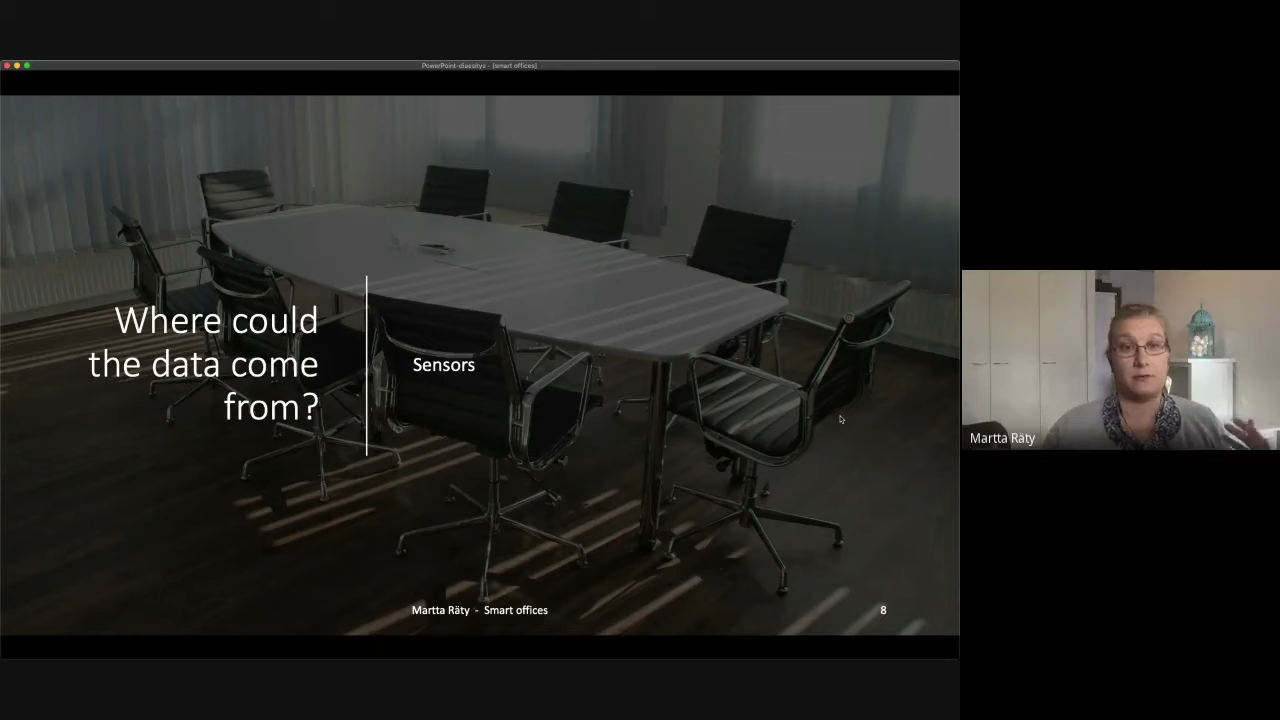 PowerPoint-diaesitys - [smart offices]
Where could
the data come
from?
Sensors
Martta Räty - Smart offices
8
Martta Räty